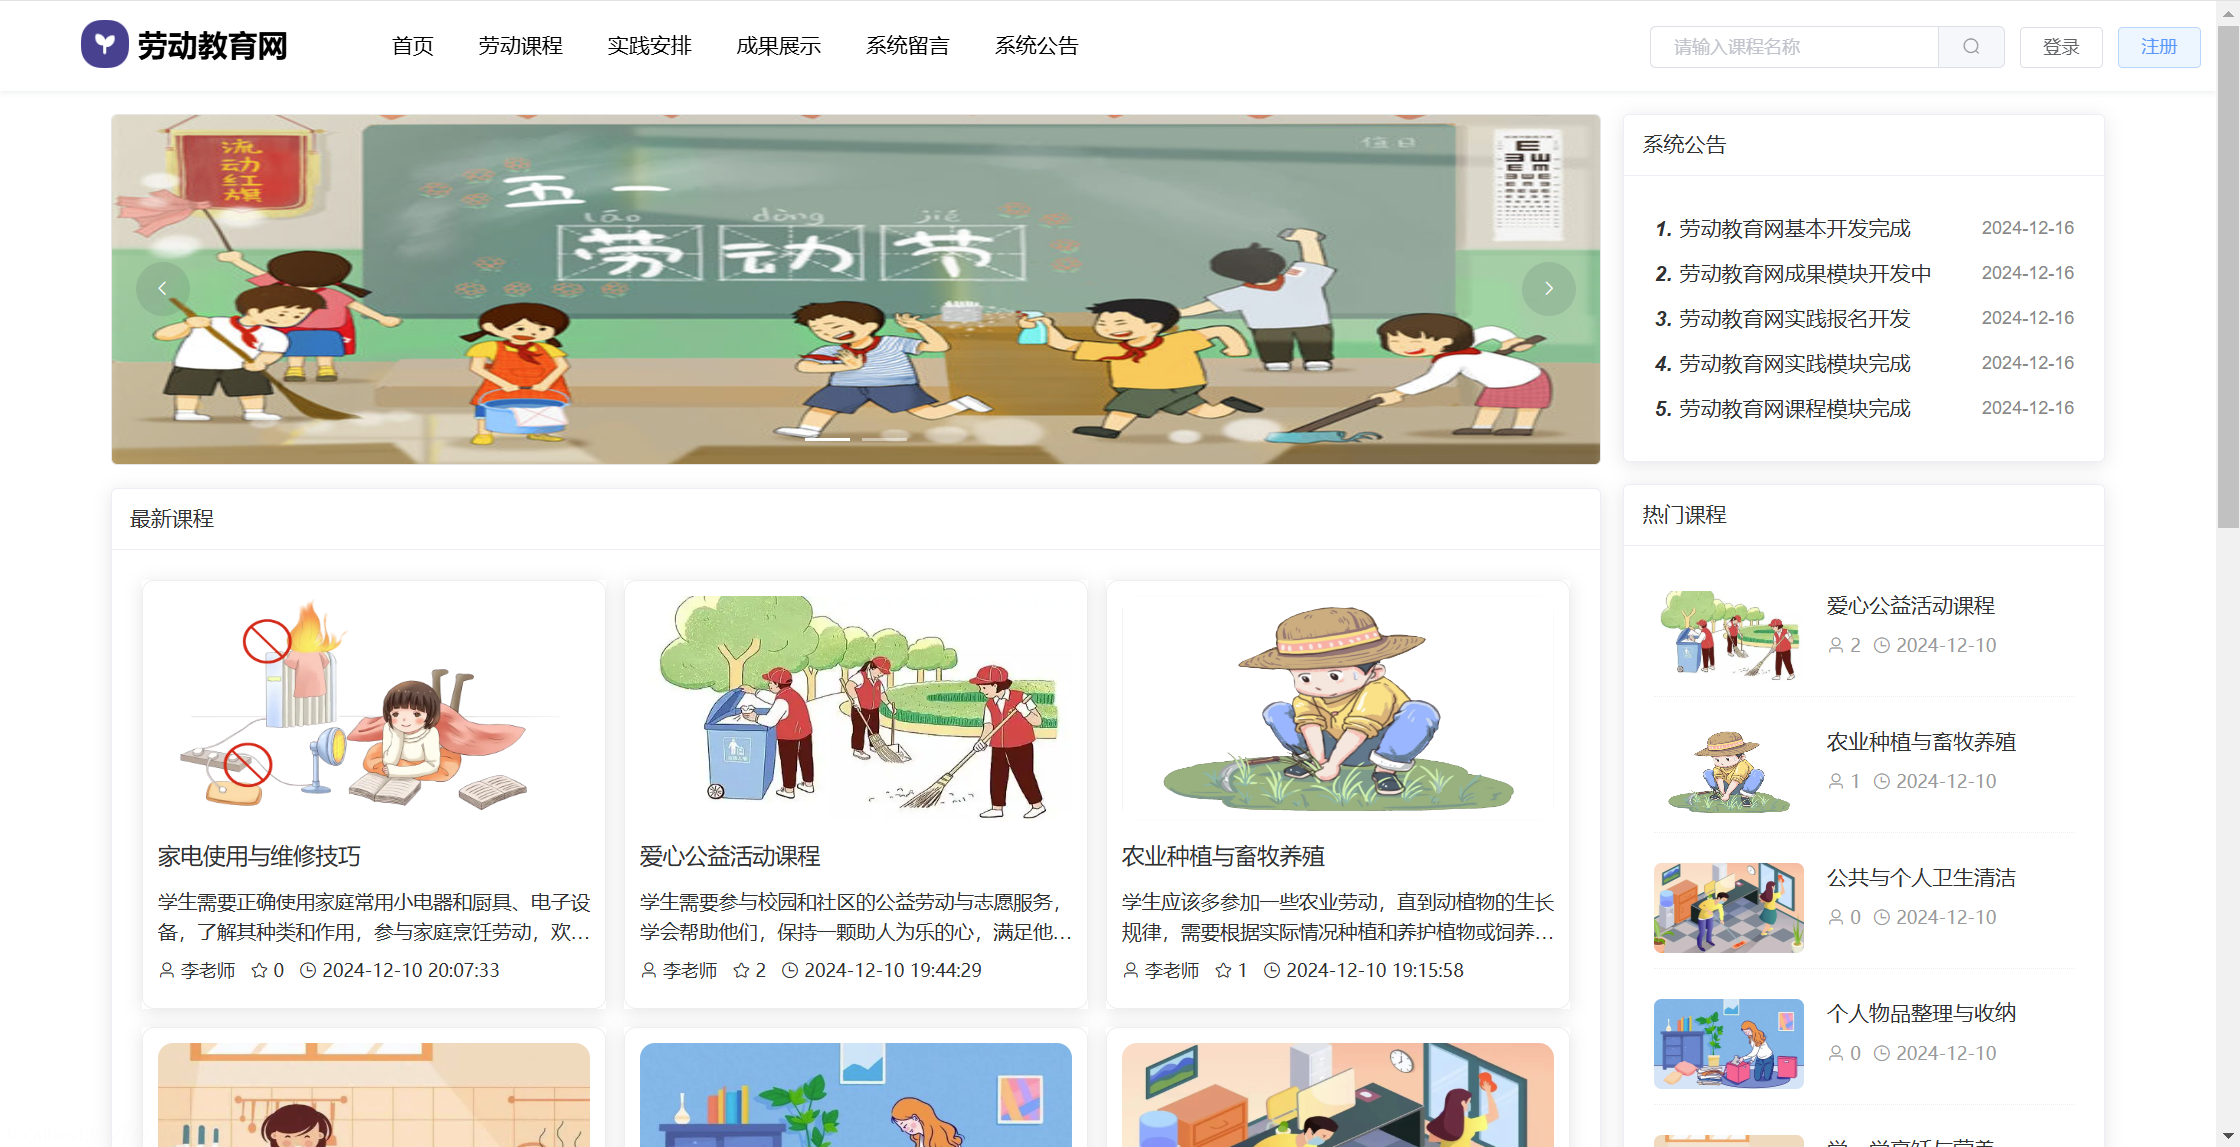 劳动教育网
首页 劳动课程 实践安排 成果展示 系统留言 系统公告
请输入课程名称
登录
注册
流动红旗
值日
五一
láo dòng jié
劳动节
系统公告
1. 劳动教育网基本开发完成 2024-12-16
2. 劳动教育网成果模块开发中 2024-12-16
3. 劳动教育网实践报名开发 2024-12-16
4. 劳动教育网实践模块完成 2024-12-16
5. 劳动教育网课程模块完成 2024-12-16
最新课程
家电使用与维修技巧
学生需要正确使用家庭常用小电器和厨具、电子设
备，了解其种类和作用，参与家庭烹饪劳动，欢...
李老师 0 2024-12-10 20:07:33
爱心公益活动课程
学生需要参与校园和社区的公益劳动与志愿服务，
学会帮助他们，保持一颗助人为乐的心，满足他...
李老师 2 2024-12-10 19:44:29
农业种植与畜牧养殖
学生应该多参加一些农业劳动，直到动植物的生长
规律，需要根据实际情况种植和养护植物或饲养...
李老师 1 2024-12-10 19:15:58
热门课程
爱心公益活动课程
2 2024-12-10
农业种植与畜牧养殖
1 2024-12-10
公共与个人卫生清洁
0 2024-12-10
个人物品整理与收纳
0 2024-12-10